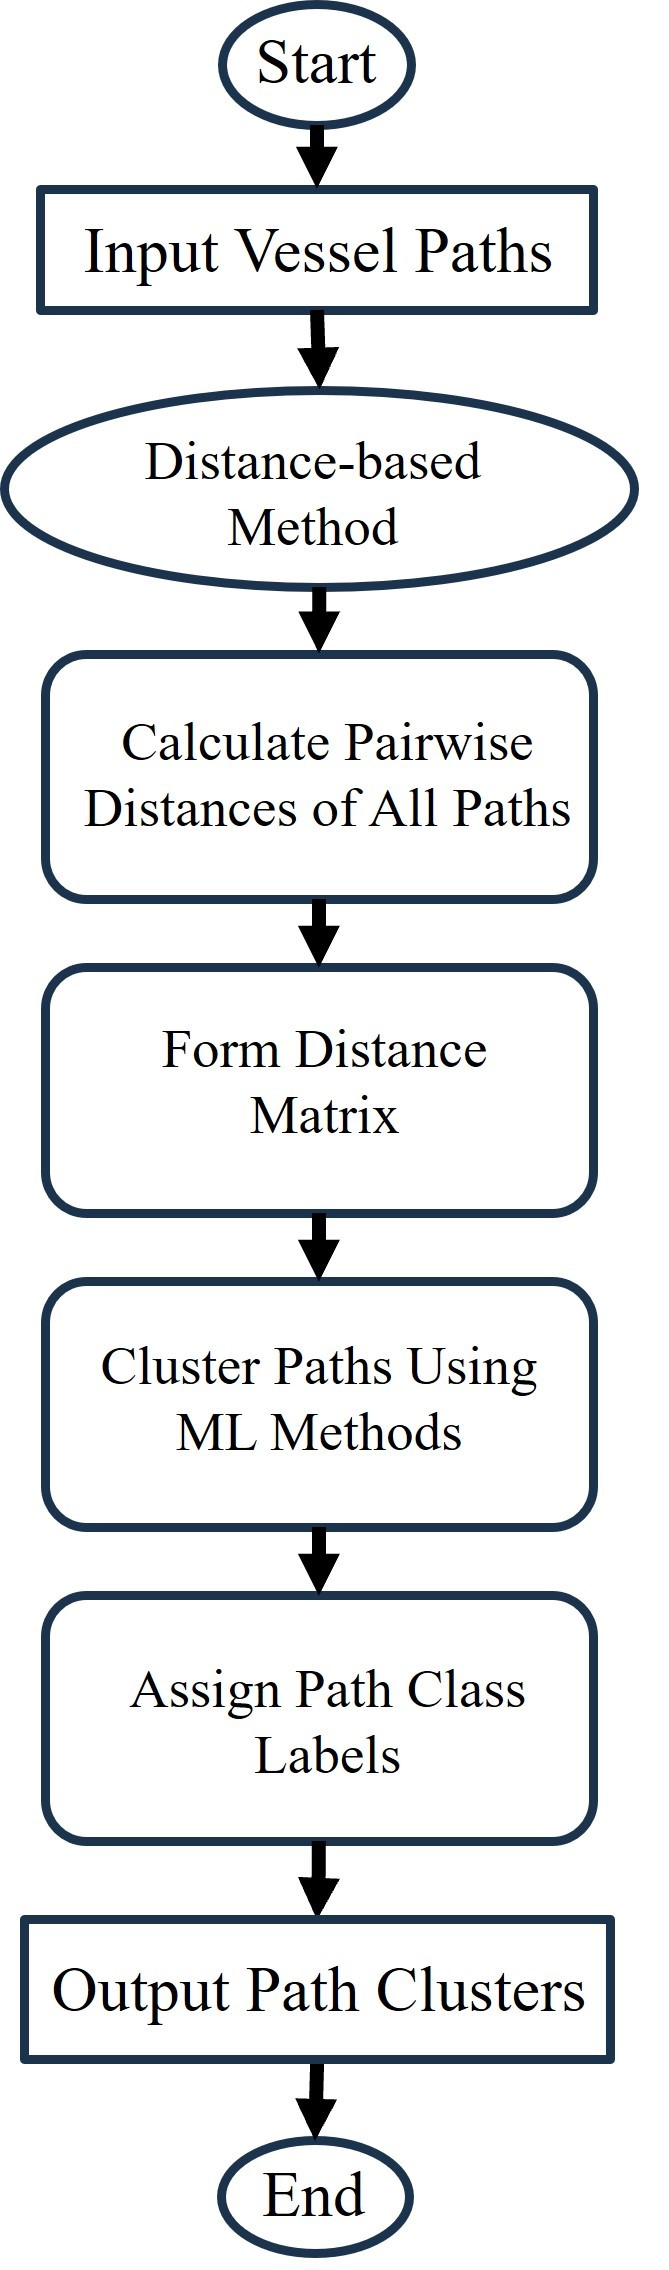 Start
Input Vessel Paths
Distance-based
Method
Calculate Pairwise
Distances of All Paths
Form Distance
Matrix
Cluster Paths Using
ML Methods
Assign Path Class
Labels
Output Path Clusters
End